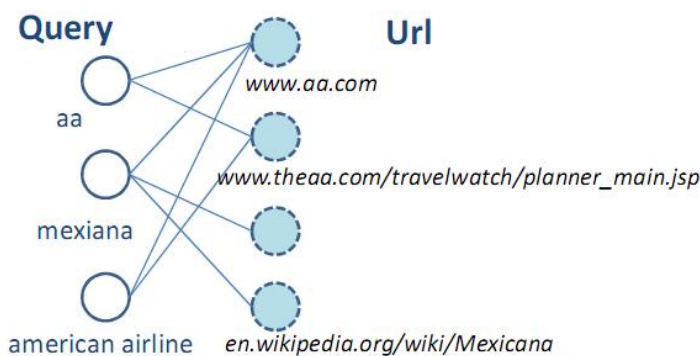 Query
Url
www.aa.com
aa
www.theaa.com/travelwatch/planner_main.jsp
mexiana
american airline
en.wikipedia.org/wiki/Mexicana